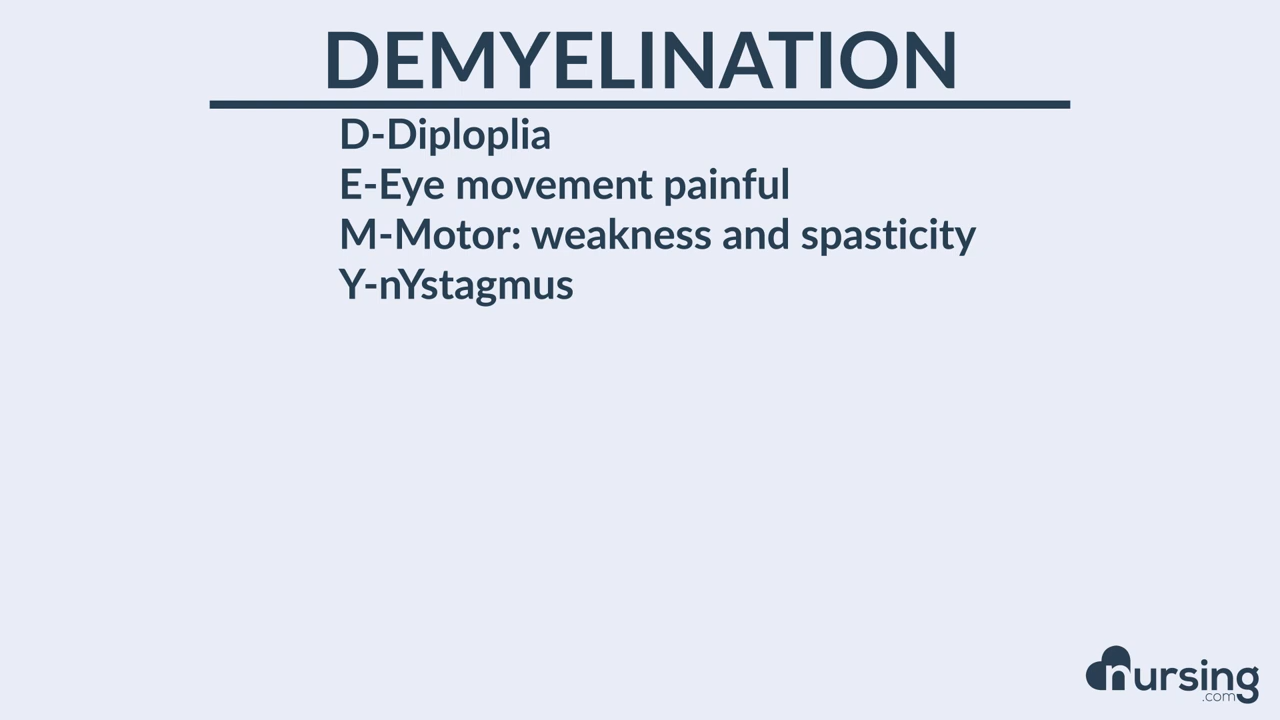 DEMYELINATION
D-Diploplia
E-Eye movement painful
M-Motor: weakness and spasticity
Y-nYstagmus
nursing
.com